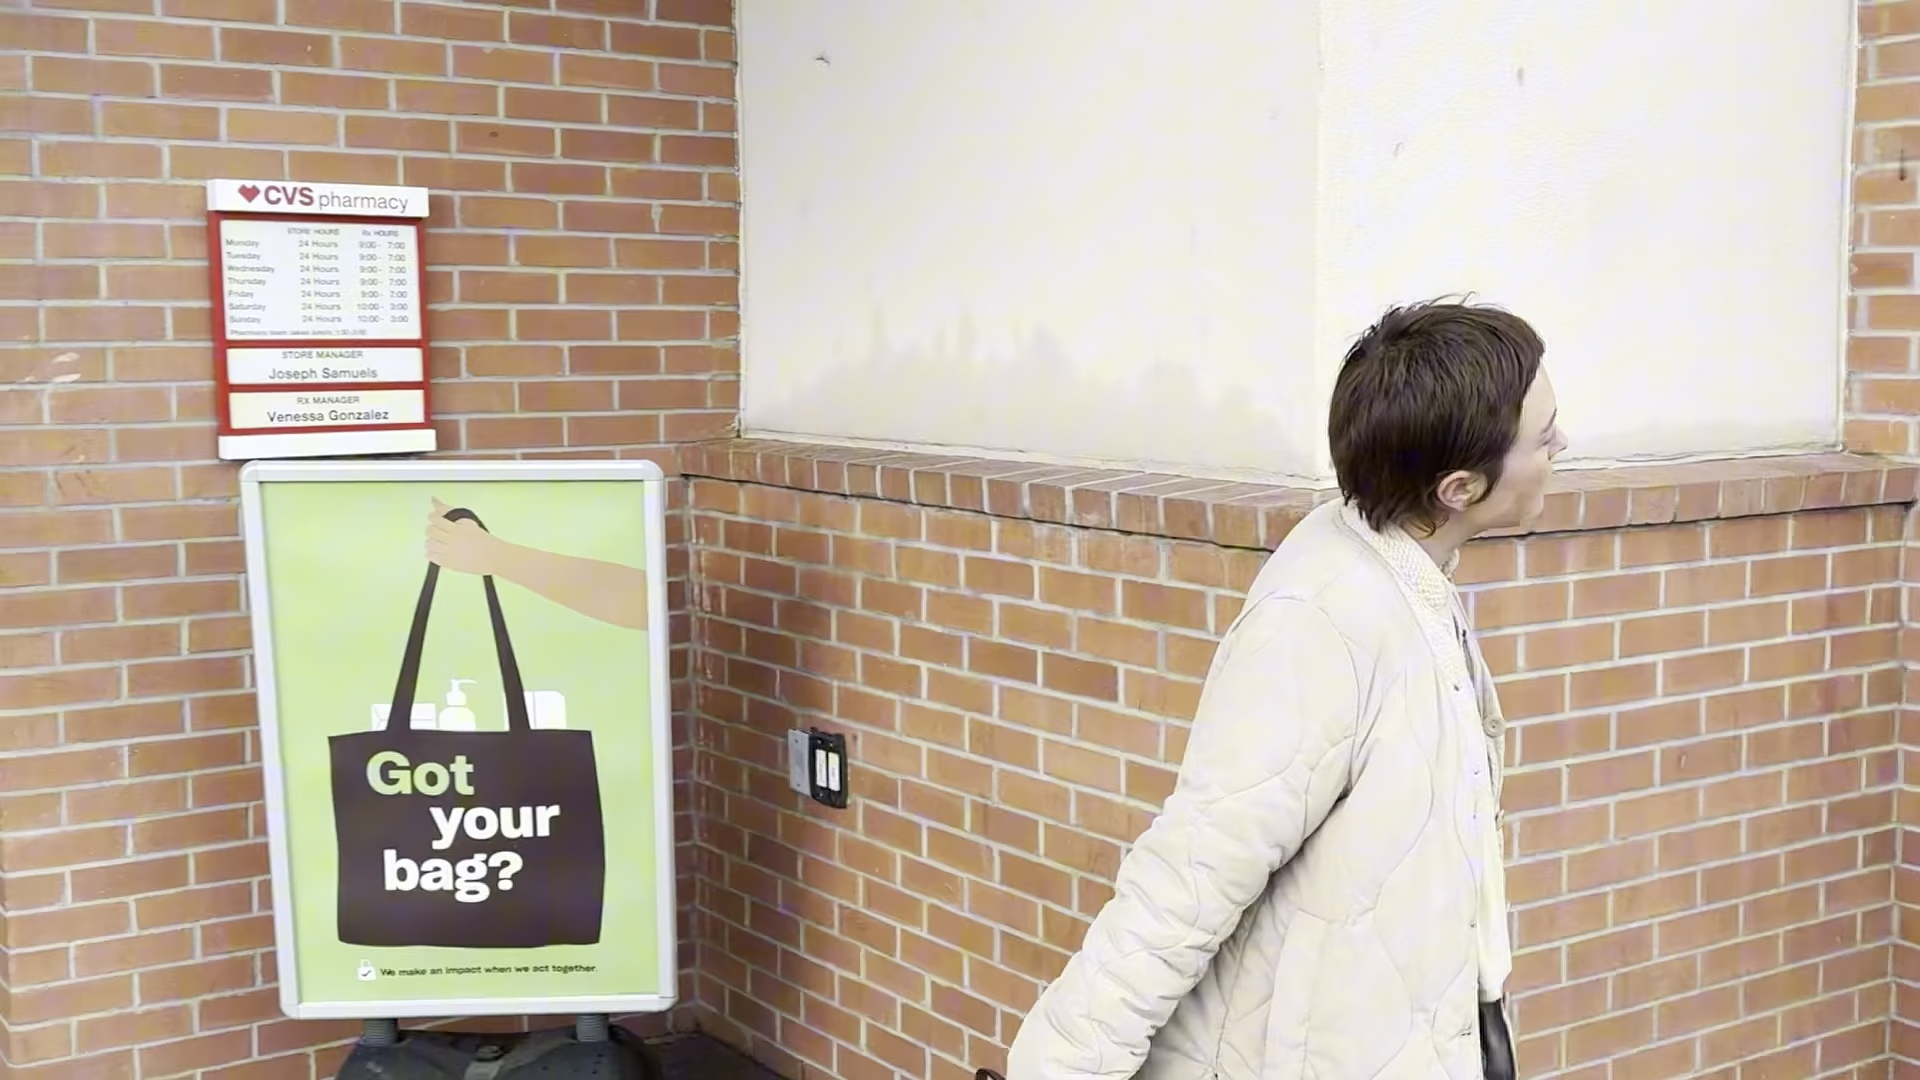 CVS pharmacy
STORE HOURS Rx HOURS
Monday 24 Hours 9:00- 7:00
Tuesday 24 Hours 9:00- 7:00
Wednesday 24 Hours 9:00- 7:00
Thursday 24 Hours 9:00- 7:00
Friday 24 Hours 9:00- 7:00
Saturday 24 Hours 10:00- 3:00
Sunday 24 Hours 10:00- 3:00
STORE MANAGER
Joseph Samuels
RX MANAGER
Venessa Gonzalez
Got
your
bag?
We make an impact when we act together.